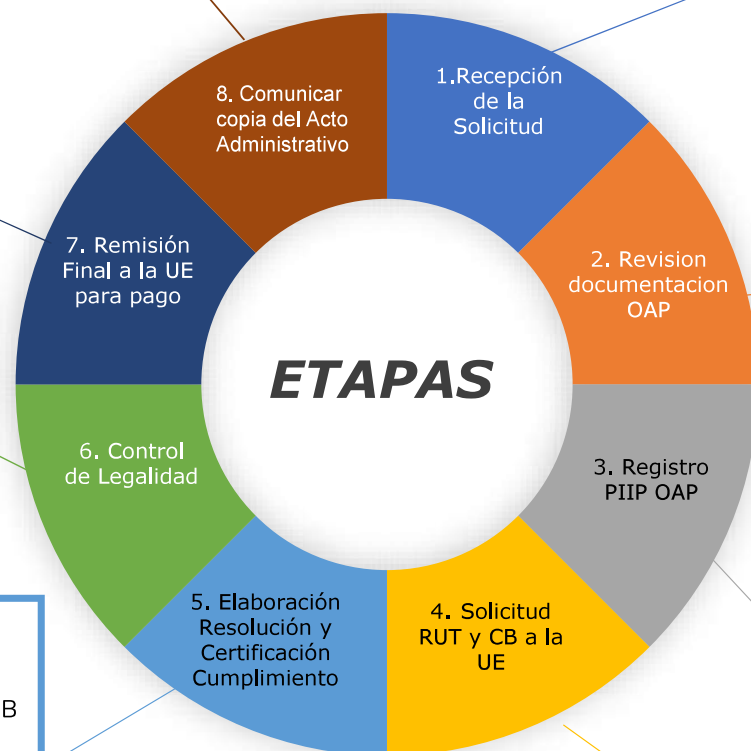 1.Recepción
de la
Solicitud
2. Revision
documentacion
OAP
3. Registro
PIIP OAP
4. Solicitud
RUT y CB a la
UE
5. Elaboración
Resolución y
Certificación
Cumplimiento
6. Control
de Legalidad
7. Remisión
Final a la UE
para pago
8. Comunicar
copia del Acto
Administrativo
ETAPAS
B